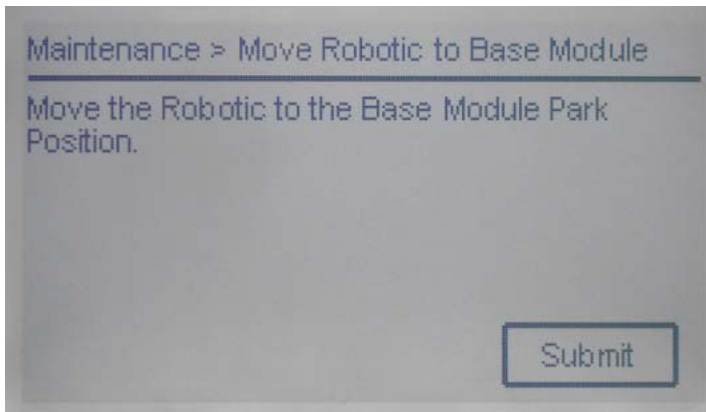 Maintenance > Move Robotic to Base Module
Move the Robotic to the Base Module Park
Position.
Submit